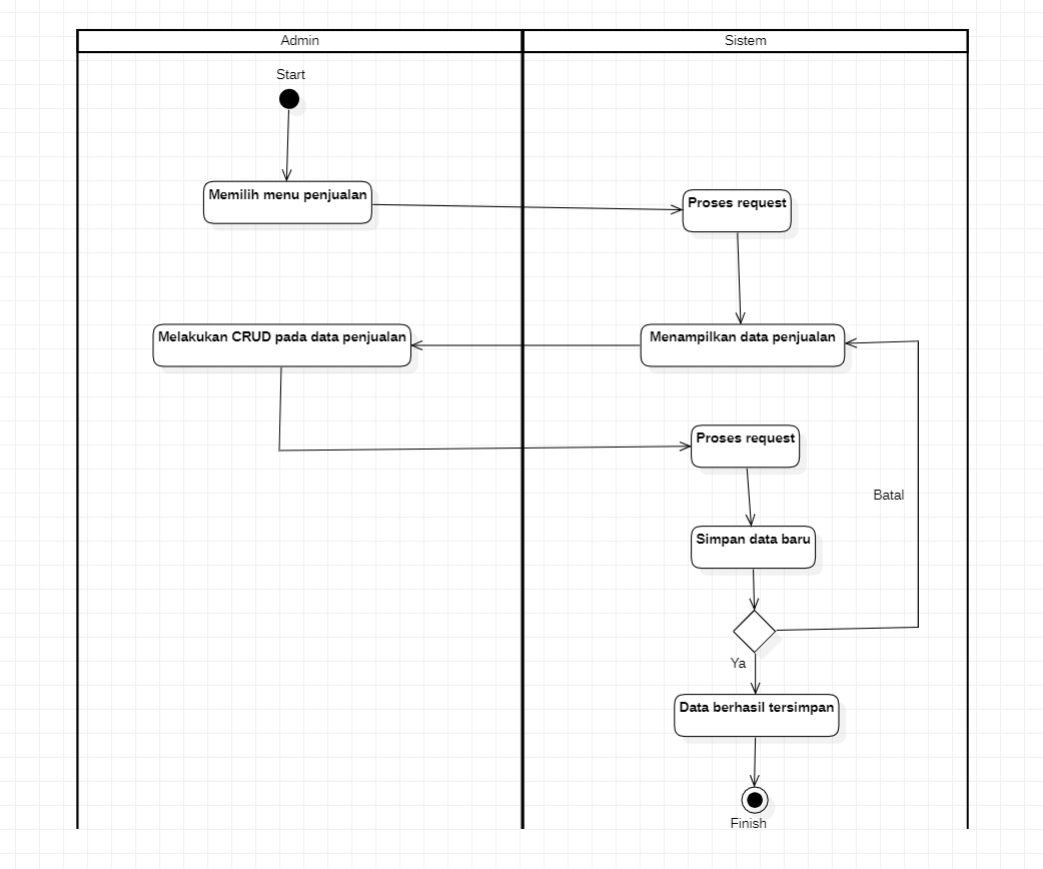 Admin
Sistem
Start
Memilih menu penjualan
Proses request
Melakukan CRUD pada data penjualan
Menampilkan data penjualan
Proses request
Batal
Simpan data baru
Ya
Data berhasil tersimpan
Finish